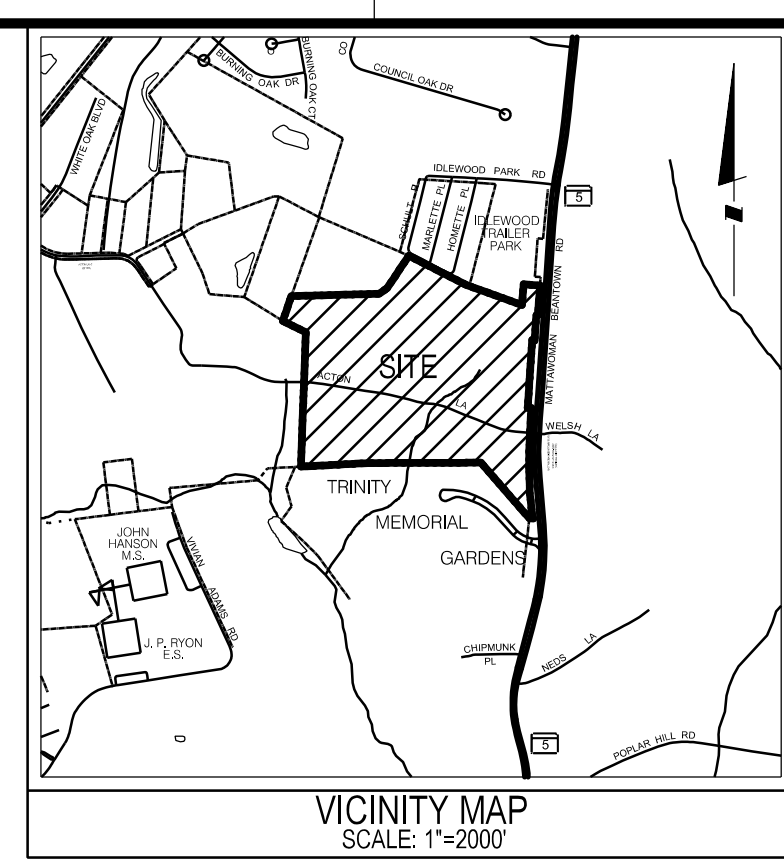 BURNING OAK DR
BURNING OAK CT
CO
COUNCIL OAK DR
WHITE OAK BLVD
IDLEWOOD PARK RD
5
SCHULT PL
MARLETTE PL
HOMETTE PL
IDLEWOOD
TRAILER
PARK
MATTAWOMAN BEANTOWN RD
N
SITE
ACTON LA
WELSH LA
TRINITY
MEMORIAL
GARDENS
JOHN
HANSON
M.S.
VIVIAN ADAMS RD
J. P. RYON
E.S.
CHIPMUNK
PL
NEDS LA
5
POPLAR HILL RD
VICINITY MAP
SCALE: 1"=2000'